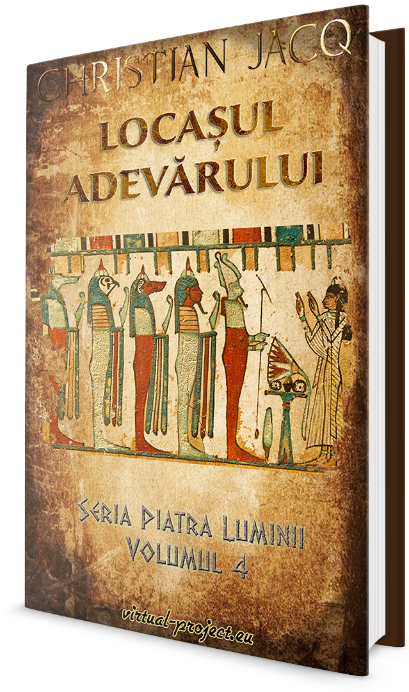 CHRISTIAN JACQ
LOCAȘUL
ADEVĂRULUI
SERIA PIATRA LUMINII
VOLUMUL 4
virtual-project.eu